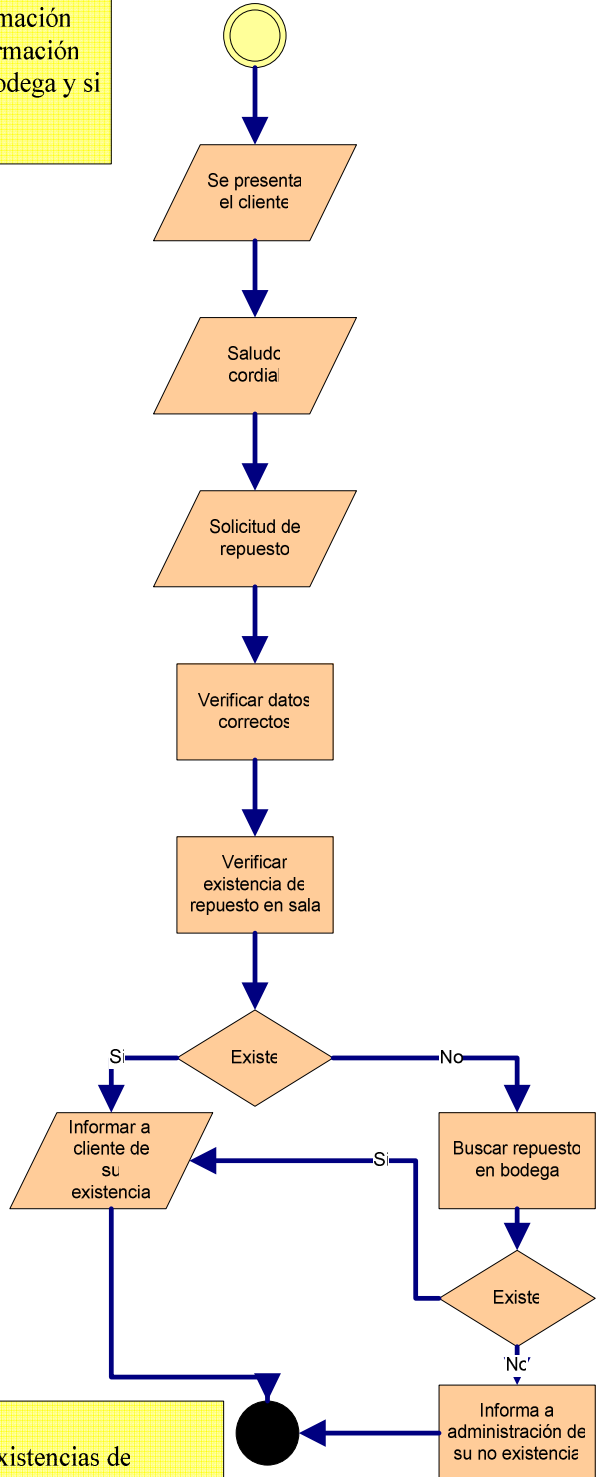 mación
rmación
odega y si
Se presenta
el cliente
Saludo
cordial
Solicitud de
repuesto
Verificar datos
correctos
Verificar
existencia de
repuesto en sala
Existe
Si
No
Informar a
cliente de
su
existencia
Buscar repuesto
en bodega
Si
Existe
"No"
Informa a
administración de
su no existencia
xistencias de